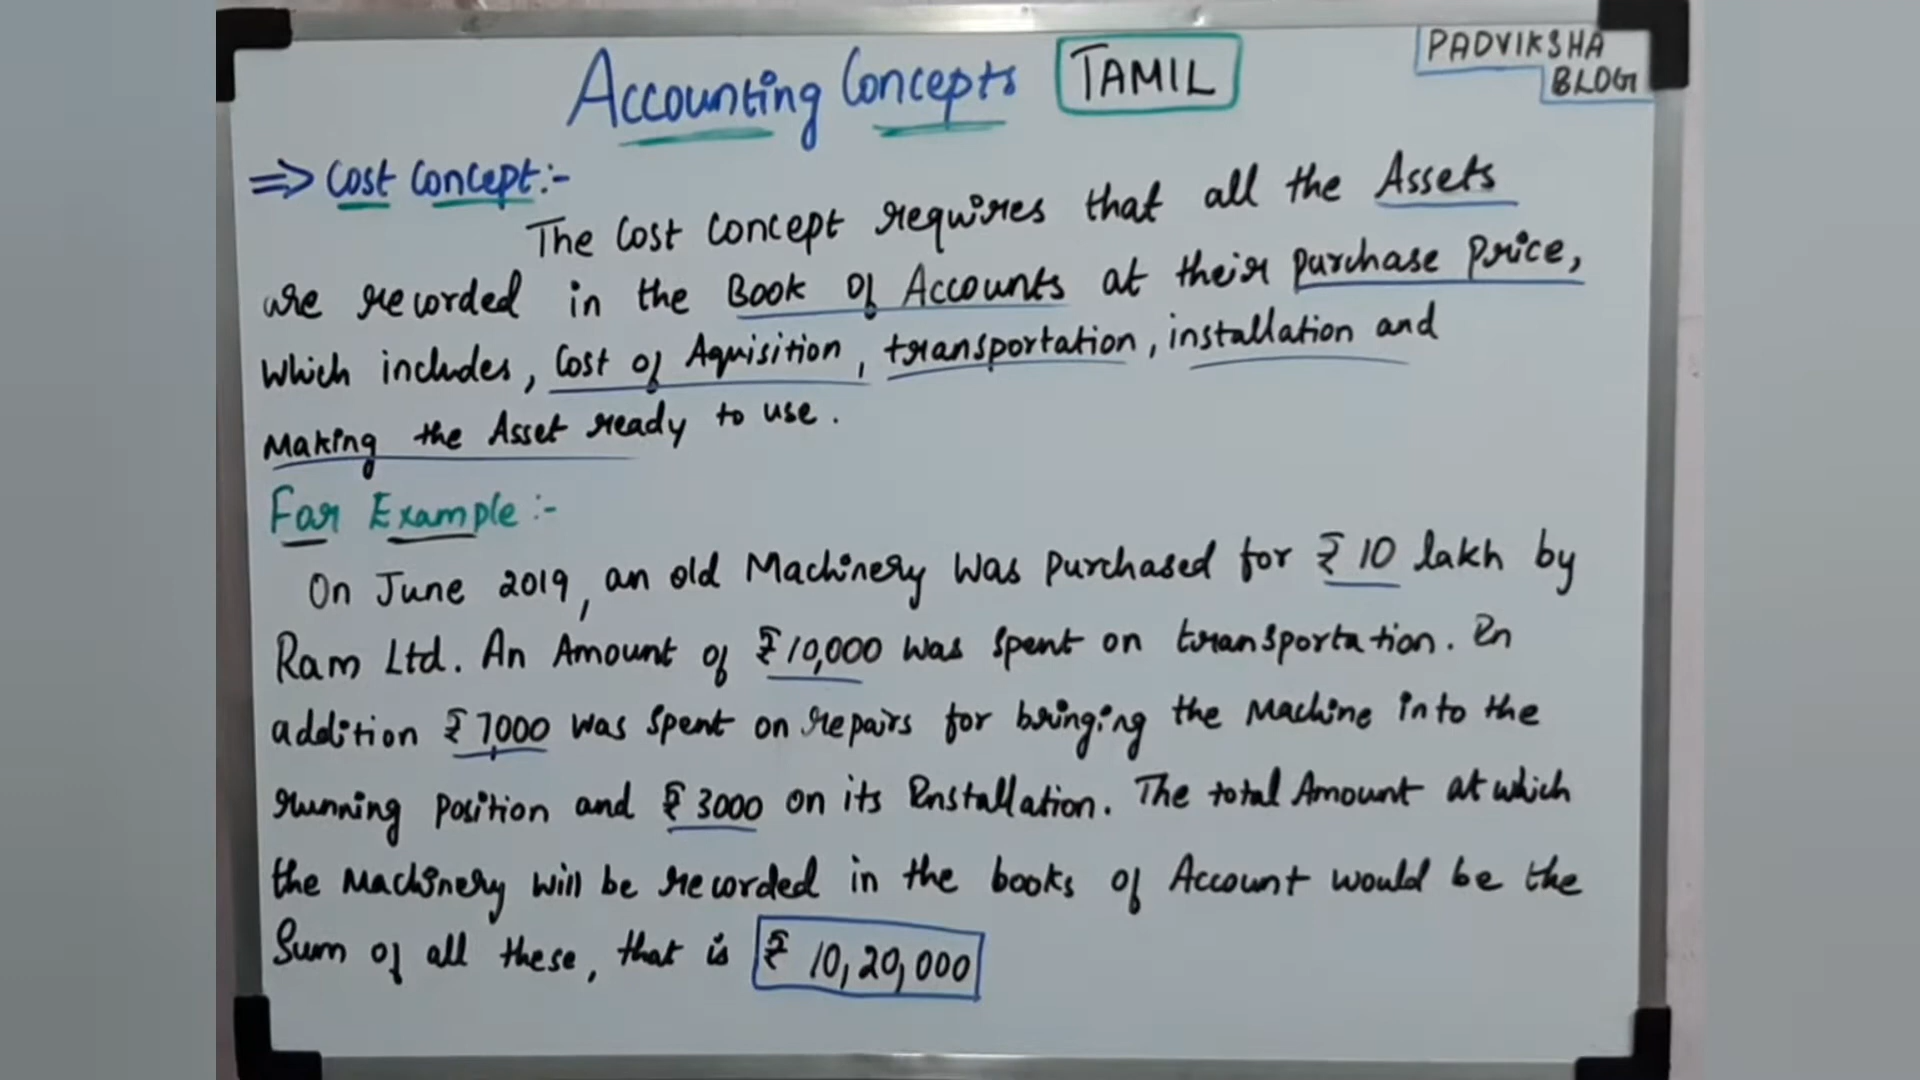 Accounting Concepts TAMIL
PADVIKSHA
BLOG
⇒ Cost Concept:-
The Cost Concept requires that all the Assets
are recorded in the Book of Accounts at their purchase price,
which includes, Cost of Aquisition, transportation, installation and
Making the Asset ready to use.
For Example:-
On June 2019, an old Machinery was purchased for ₹ 10 lakh by
Ram Ltd. An Amount of ₹ 10,000 was spent on transportation. In
addition ₹ 7000 was spent on repairs for bringing the Machine into the
running position and ₹ 3000 on its Installation. The total Amount at which
the Machinery will be recorded in the books of Account would be the
Sum of all these, that is ₹ 10,20,000